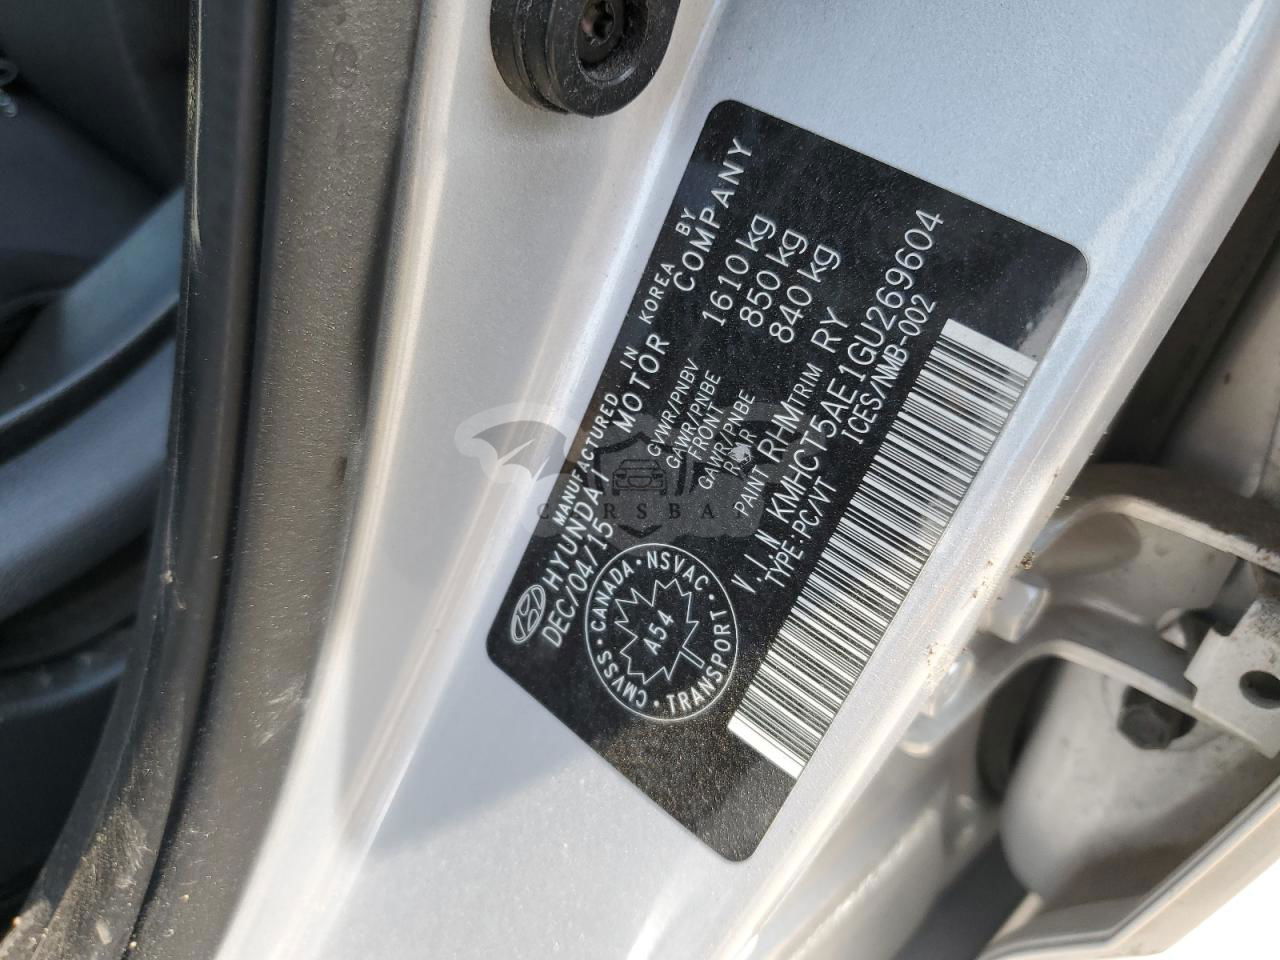 MANUFACTURED IN KOREA BY
HYUNDAI MOTOR COMPANY
DEC/04/15
GVWR/PNBV 1610 kg
GAWR/PNBE FRONT 850 kg
GAWR/PNBE REAR 840 kg
PAINT RHM TRIM RY
V.I.N KMHCT5AE1GU269604
TYPE:PC/VT ICES/NMB-002
CMVSS · CANADA · NSVAC · TRANSPORT ·
A54